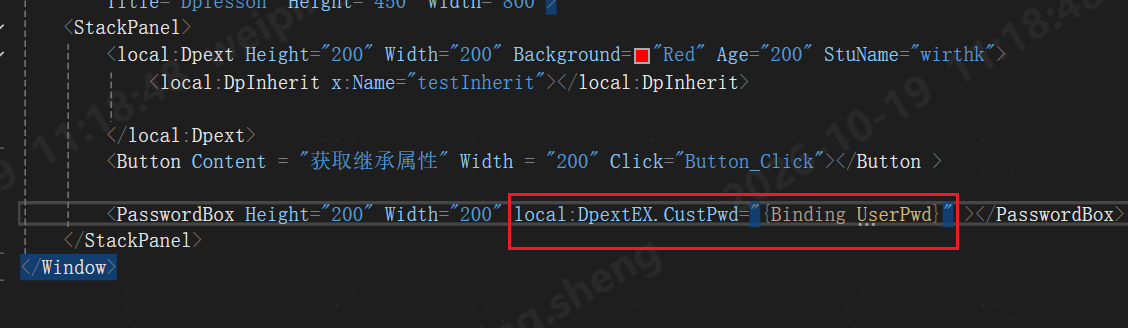 Title="Dplesson" Height="450" Width="800">
<StackPanel>
<local:Dpext Height="200" Width="200" Background="Red" Age="200" StuName="wirthk">
<local:DpInherit x:Name="testInherit"></local:DpInherit>
</local:Dpext>
<Button Content = "获取继承属性" Width = "200" Click="Button_Click"></Button >
<PasswordBox Height="200" Width="200" local:DpextEX.CustPwd="{Binding UserPwd}" ></PasswordBox>
</StackPanel>
</Window>